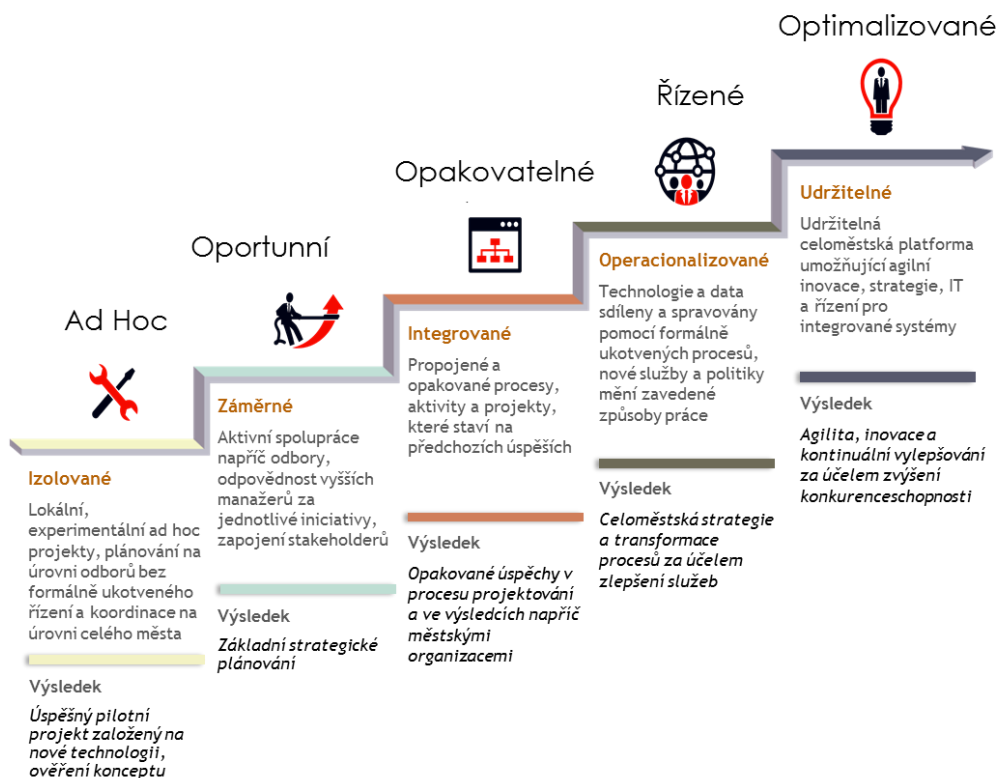 Ad Hoc
Izolované
Lokální,
experimentální ad hoc
projekty, plánování na
úrovni odborů bez
formálně ukotveného
řízení a koordinace na
úrovni celého města
Výsledek
Úspěšný pilotní
projekt založený na
nové technologii,
ověření konceptu
Oportunní
Záměrné
Aktivní spolupráce
napříč odbory,
odpovědnost vyšších
manažerů za
jednotlivé iniciativy,
zapojení stakeholderů
Výsledek
Základní strategické
plánování
Opakovatelné
Integrované
Propojené a
opakované procesy,
aktivity a projekty,
které staví na
předchozích úspěších
Výsledek
Opakované úspěchy v
procesu projektování
a ve výsledcích napříč
městskými
organizacemi
Řízené
Operacionalizované
Technologie a data
sdíleny a spravovány
pomocí formálně
ukotvených procesů,
nové služby a politiky
mění zavedené
způsoby práce
Výsledek
Celoměstská strategie
a transformace
procesů za účelem
zlepšení služeb
Optimalizované
Udržitelné
Udržitelná
celoměstská platforma
umožňující agilní
inovace, strategie, IT
a řízení pro
integrované systémy
Výsledek
Agilita, inovace a
kontinuální vylepšování
za účelem zvýšení
konkurenceschopnosti